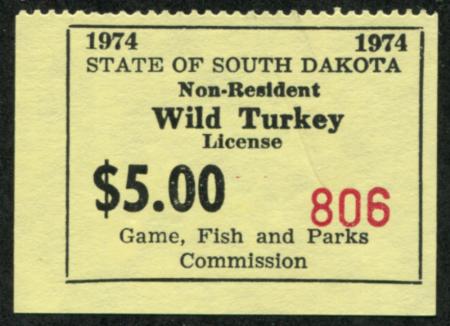 1974 1974
STATE OF SOUTH DAKOTA
Non-Resident
Wild Turkey
License
$5.00 806
Game, Fish and Parks
Commission